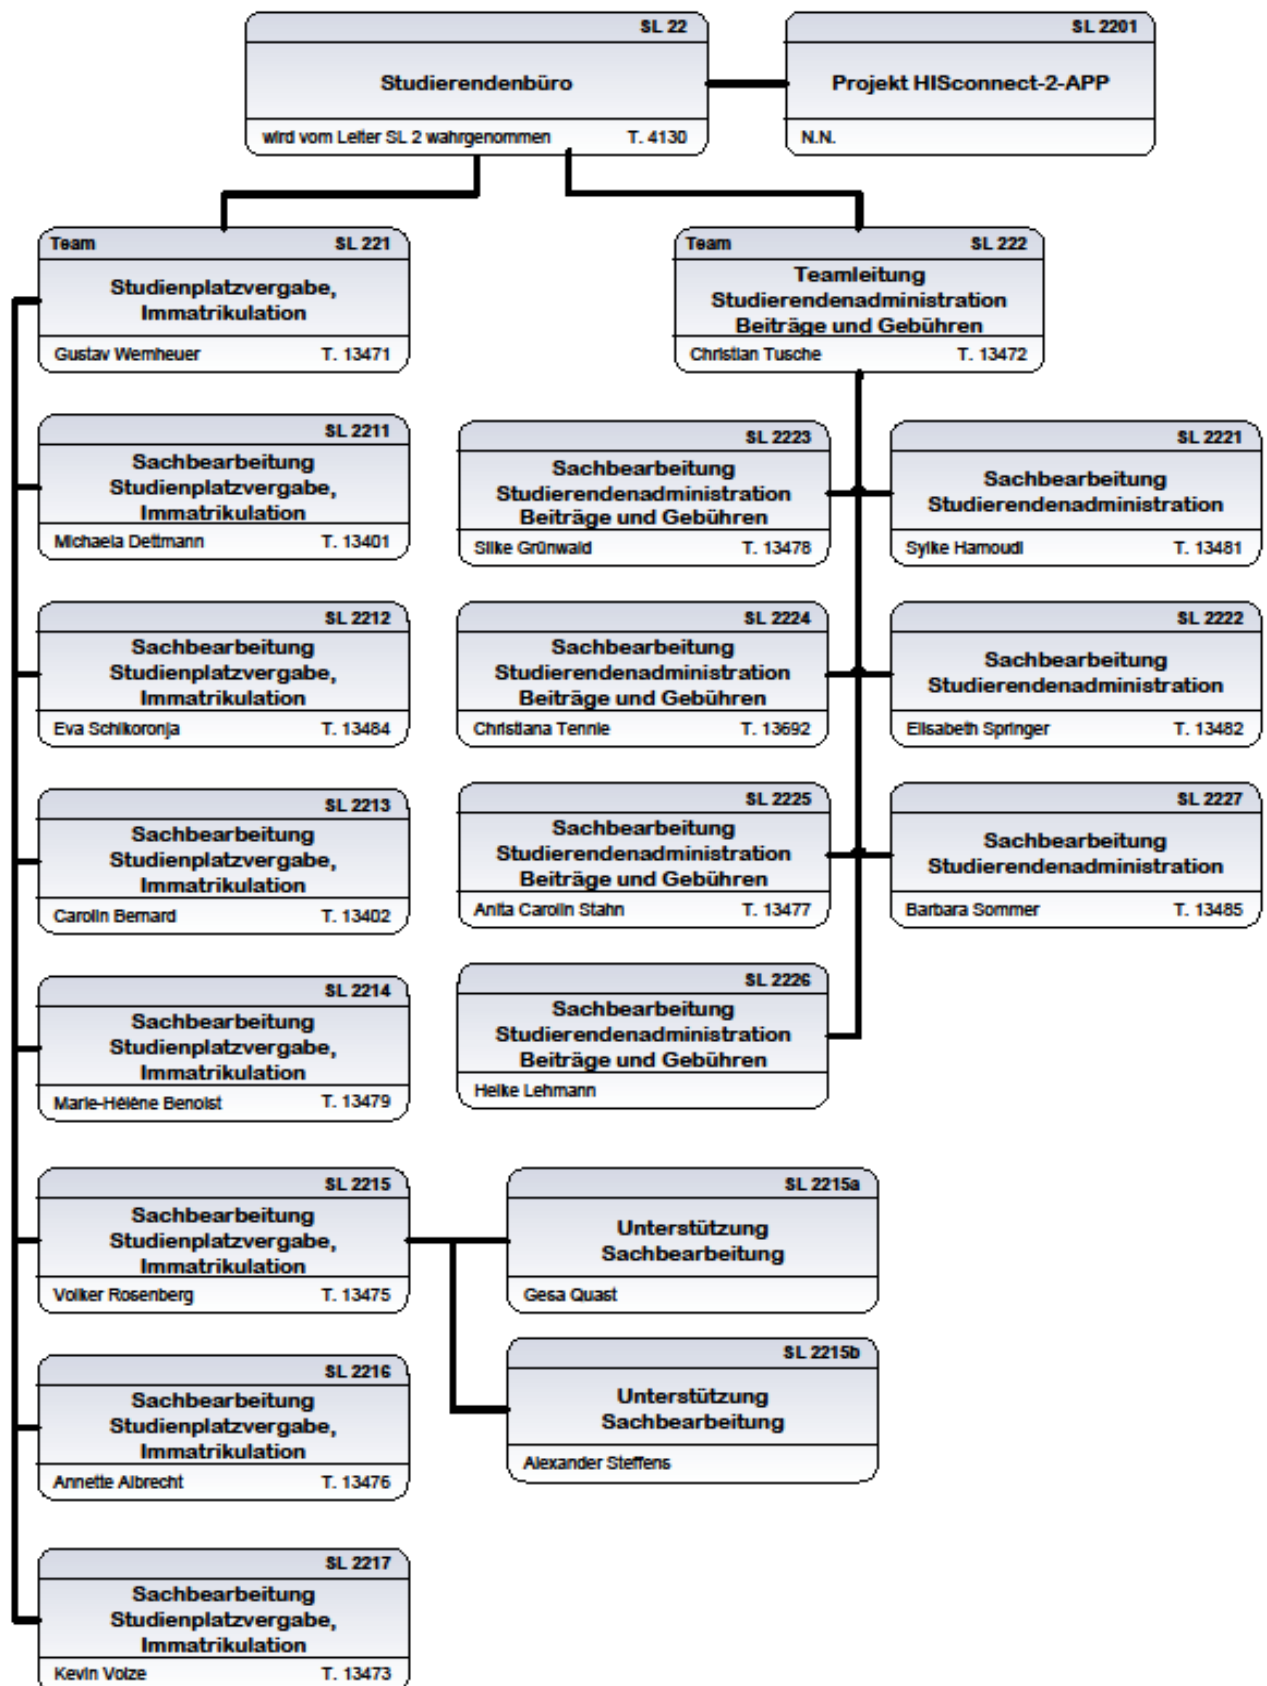 SL 22
Studierendenbüro
wird vom Leiter SL 2 wahrgenommen T. 4130
SL 2201
Projekt HISconnect-2-APP
N.N.
Team SL 221
Studienplatzvergabe,
Immatrikulation
Gustav Wernheuer T. 13471
Team SL 222
Teamleitung
Studierendenadministration
Beiträge und Gebühren
Christian Tusche T. 13472
SL 2211
Sachbearbeitung
Studienplatzvergabe,
Immatrikulation
Michaela Dettmann T. 13401
SL 2223
Sachbearbeitung
Studierendenadministration
Beiträge und Gebühren
Silke Grünwald T. 13478
SL 2221
Sachbearbeitung
Studierendenadministration
Sylke Hamoudi T. 13481
SL 2212
Sachbearbeitung
Studienplatzvergabe,
Immatrikulation
Eva Schikoronja T. 13484
SL 2224
Sachbearbeitung
Studierendenadministration
Beiträge und Gebühren
Christiana Tennie T. 13692
SL 2222
Sachbearbeitung
Studierendenadministration
Elisabeth Springer T. 13482
SL 2213
Sachbearbeitung
Studienplatzvergabe,
Immatrikulation
Carolin Bernard T. 13402
SL 2225
Sachbearbeitung
Studierendenadministration
Beiträge und Gebühren
Anita Carolin Stahn T. 13477
SL 2227
Sachbearbeitung
Studierendenadministration
Barbara Sommer T. 13485
SL 2214
Sachbearbeitung
Studienplatzvergabe,
Immatrikulation
Marie-Hélène Benoist T. 13479
SL 2226
Sachbearbeitung
Studierendenadministration
Beiträge und Gebühren
Heike Lehmann
SL 2215
Sachbearbeitung
Studienplatzvergabe,
Immatrikulation
Volker Rosenberg T. 13475
SL 2215a
Unterstützung
Sachbearbeitung
Gesa Quast
SL 2215b
Unterstützung
Sachbearbeitung
Alexander Steffens
SL 2216
Sachbearbeitung
Studienplatzvergabe,
Immatrikulation
Annette Albrecht T. 13476
SL 2217
Sachbearbeitung
Studienplatzvergabe,
Immatrikulation
Kevin Volze T. 13473